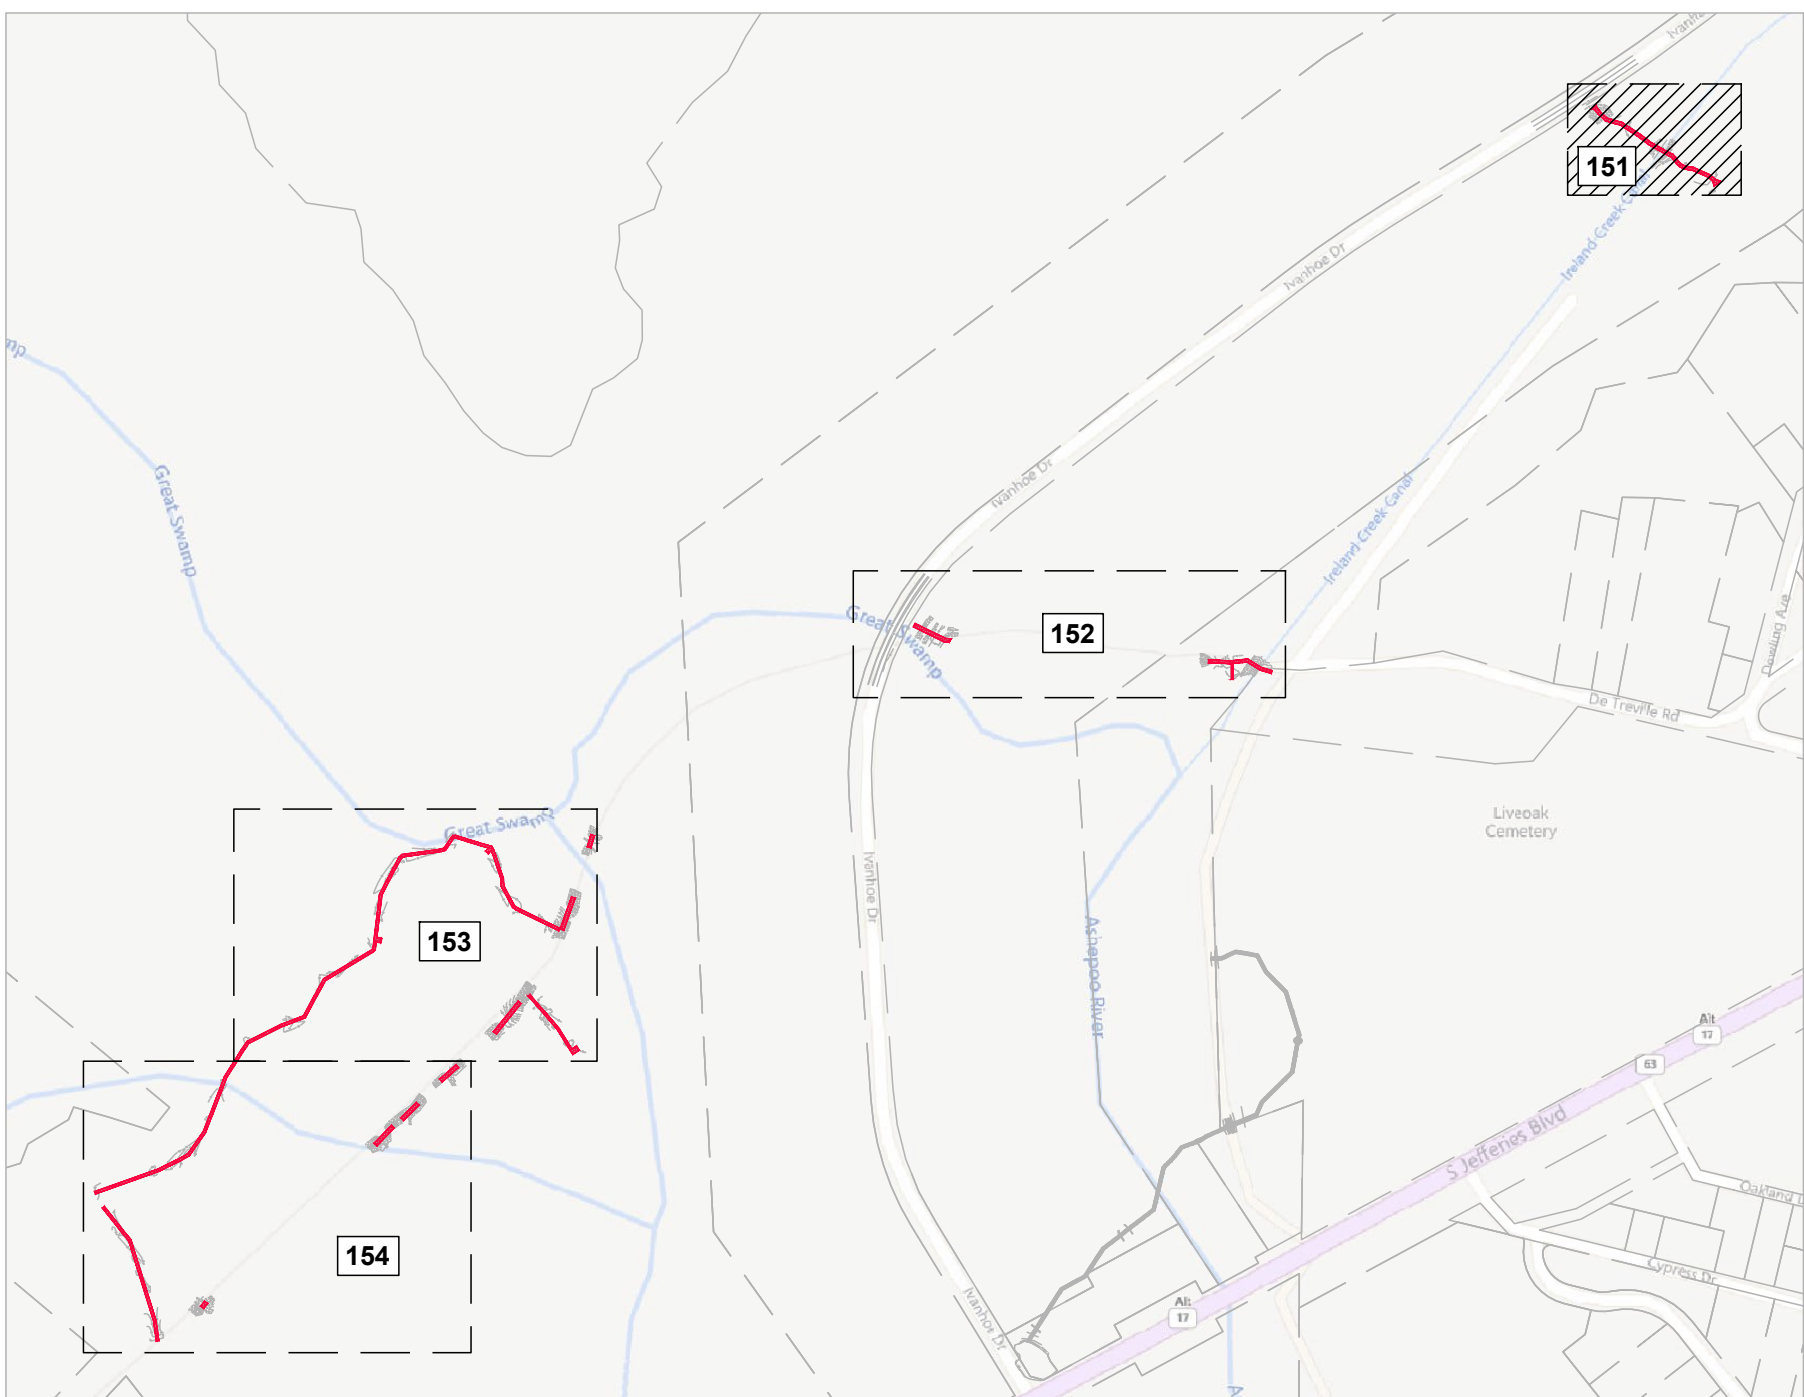 Ivanh
151
Ireland Creek Canal
Ivanhoe Dr
mp
Great Swamp
Ivanhoe Dr
Ireland Creek Canal
Great Swamp
152
Dowling Ave
De Treville Rd
Great Swamp
Liveoak
Cemetery
Ivanhoe Dr
153
Ashepoo River
Alt
17
63
S Jefferies Blvd
Oakland D
154
Cypress Dr
Ivanhoe Dr
Alt
17
A